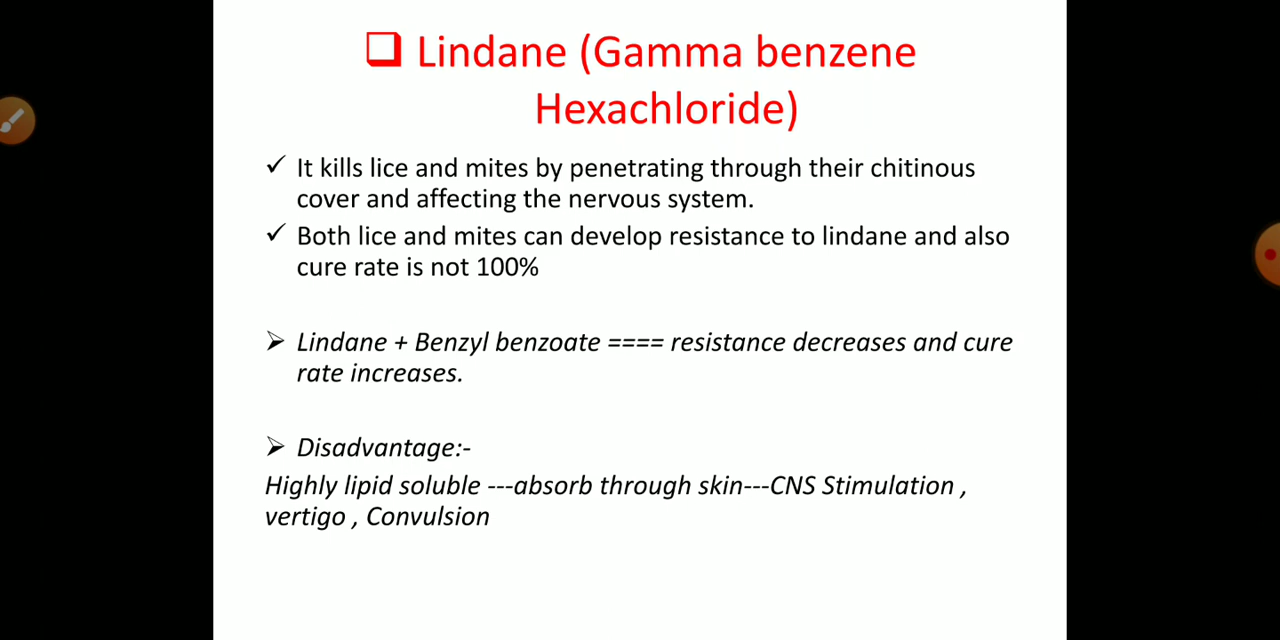 ❑ Lindane (Gamma benzene
Hexachloride)
✓ It kills lice and mites by penetrating through their chitinous
cover and affecting the nervous system.
✓ Both lice and mites can develop resistance to lindane and also
cure rate is not 100%
➢ Lindane + Benzyl benzoate ==== resistance decreases and cure
rate increases.
➢ Disadvantage:-
Highly lipid soluble ---absorb through skin---CNS Stimulation ,
vertigo , Convulsion